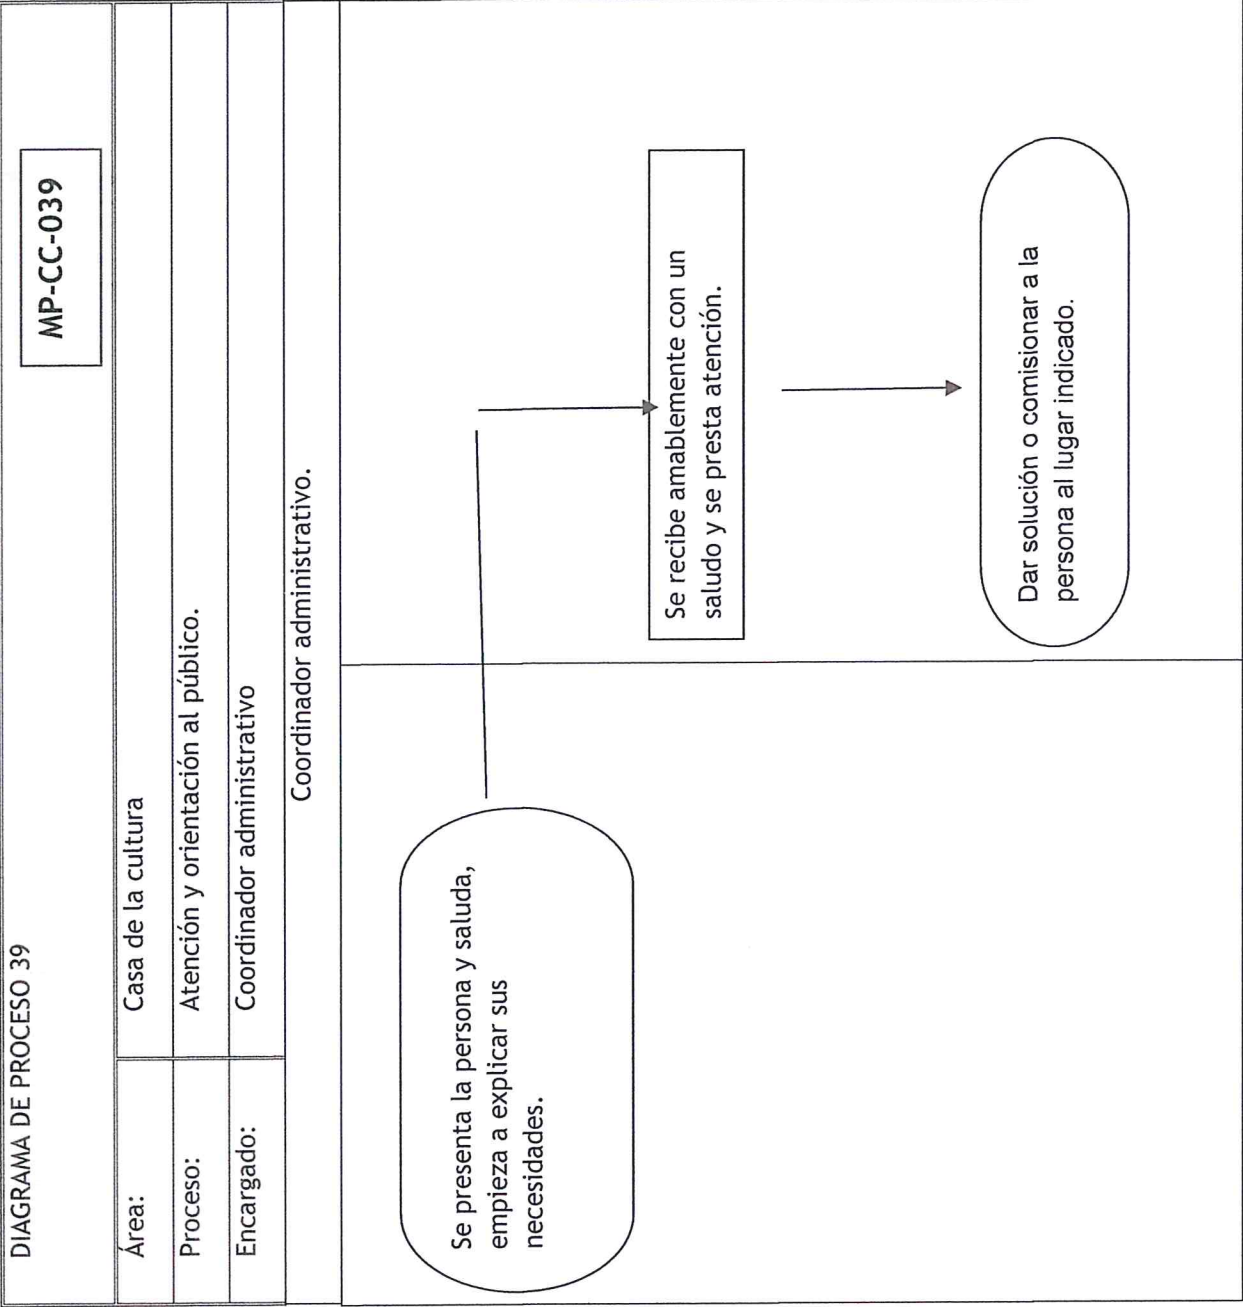 DIAGRAMA DE PROCESO 39
MP-CC-039
Área:
Casa de la cultura
Proceso:
Atención y orientación al público.
Encargado:
Coordinador administrativo
Coordinador administrativo.
Se presenta la persona y saluda,
empieza a explicar sus
necesidades.
Se recibe amablemente con un
saludo y se presta atención.
Dar solución o comisionar a la
persona al lugar indicado.